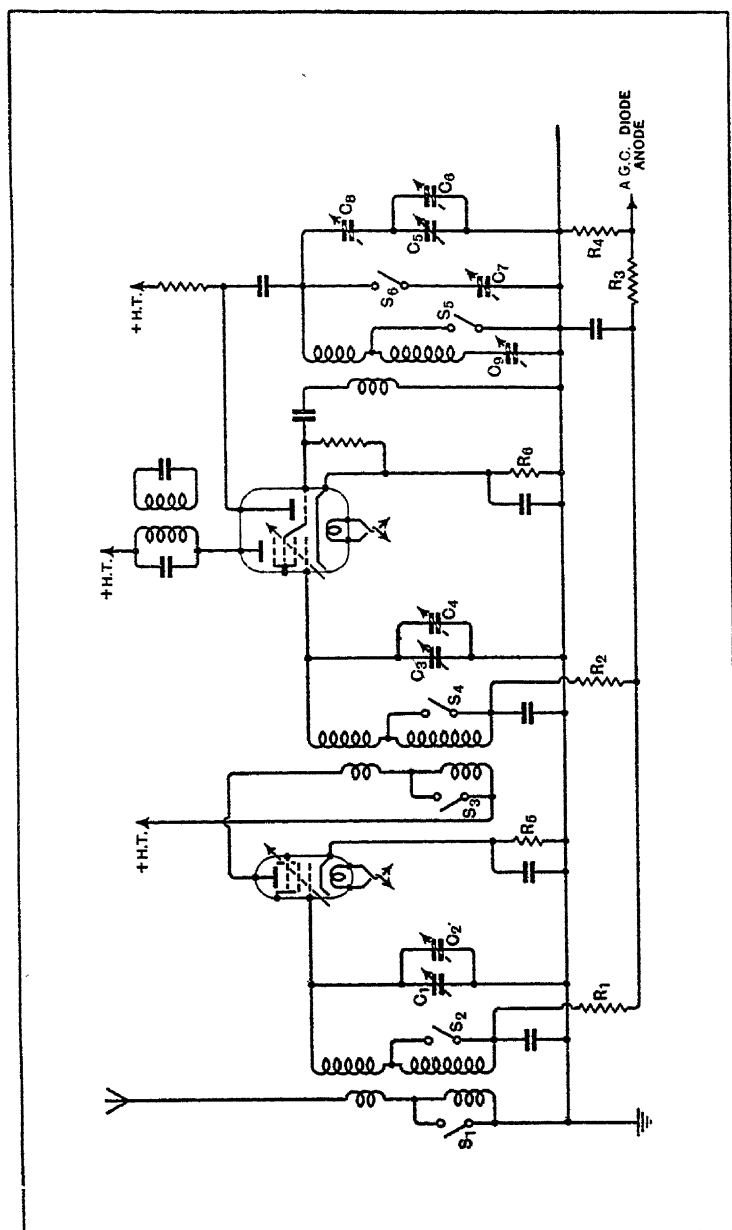 +H.T.
+H.T.
+H.T.
C8
S6
C1
C3
C5
C2'
C4
C6
S1
S2
S3
S4
S5
C9
C7
R5
R6
R1
R2
R4
R3
A G.C. DIODE
ANODE